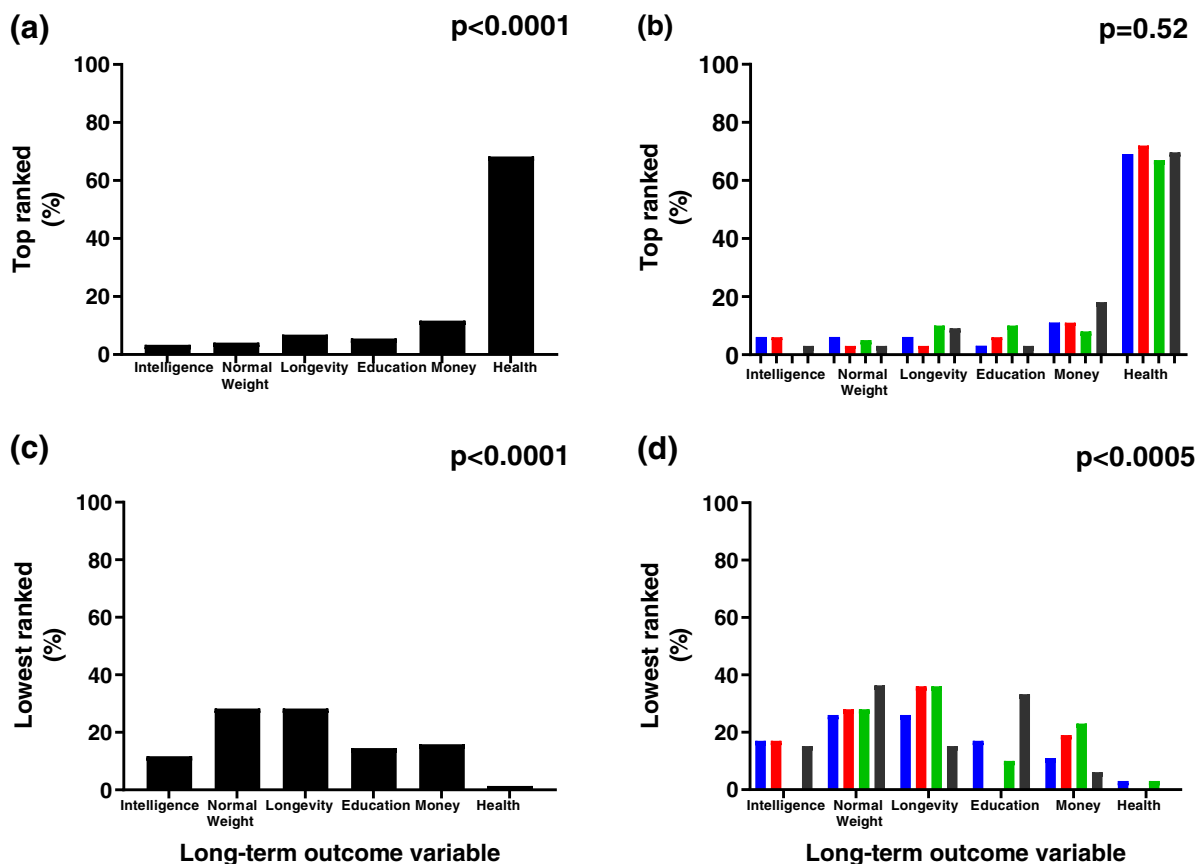 (a)
p<0.0001
Top ranked
(%)
100
80
60
40
20
0
Intelligence Normal Longevity Education Money Health
Weight
(b)
p=0.52
Top ranked
(%)
100
80
60
40
20
0
Intelligence Normal Longevity Education Money Health
Weight
(c)
p<0.0001
Lowest ranked
(%)
100
80
60
40
20
0
Intelligence Normal Longevity Education Money Health
Weight
Long-term outcome variable
(d)
p<0.0005
Lowest ranked
(%)
100
80
60
40
20
0
Intelligence Normal Longevity Education Money Health
Weight
Long-term outcome variable